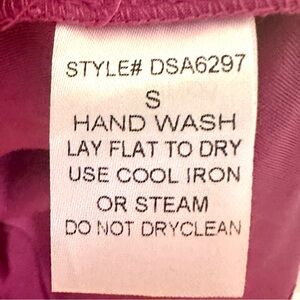 STYLE# DSA6297
S
HAND WASH
LAY FLAT TO DRY
USE COOL IRON
OR STEAM
DO NOT DRYCLEAN